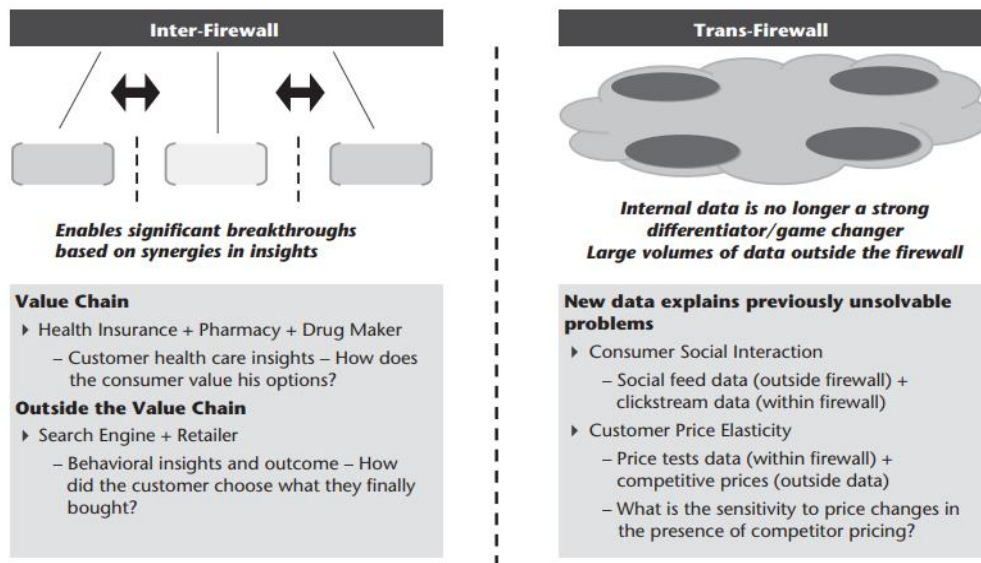 Inter-Firewall
Enables significant breakthroughs
based on synergies in insights
Value Chain
Health Insurance + Pharmacy + Drug Maker
– Customer health care insights – How does
the consumer value his options?
Outside the Value Chain
Search Engine + Retailer
– Behavioral insights and outcome – How
did the customer choose what they finally
bought?
Trans-Firewall
Internal data is no longer a strong
differentiator/game changer
Large volumes of data outside the firewall
New data explains previously unsolvable
problems
Consumer Social Interaction
– Social feed data (outside firewall) +
clickstream data (within firewall)
Customer Price Elasticity
– Price tests data (within firewall) +
competitive prices (outside data)
– What is the sensitivity to price changes in
the presence of competitor pricing?